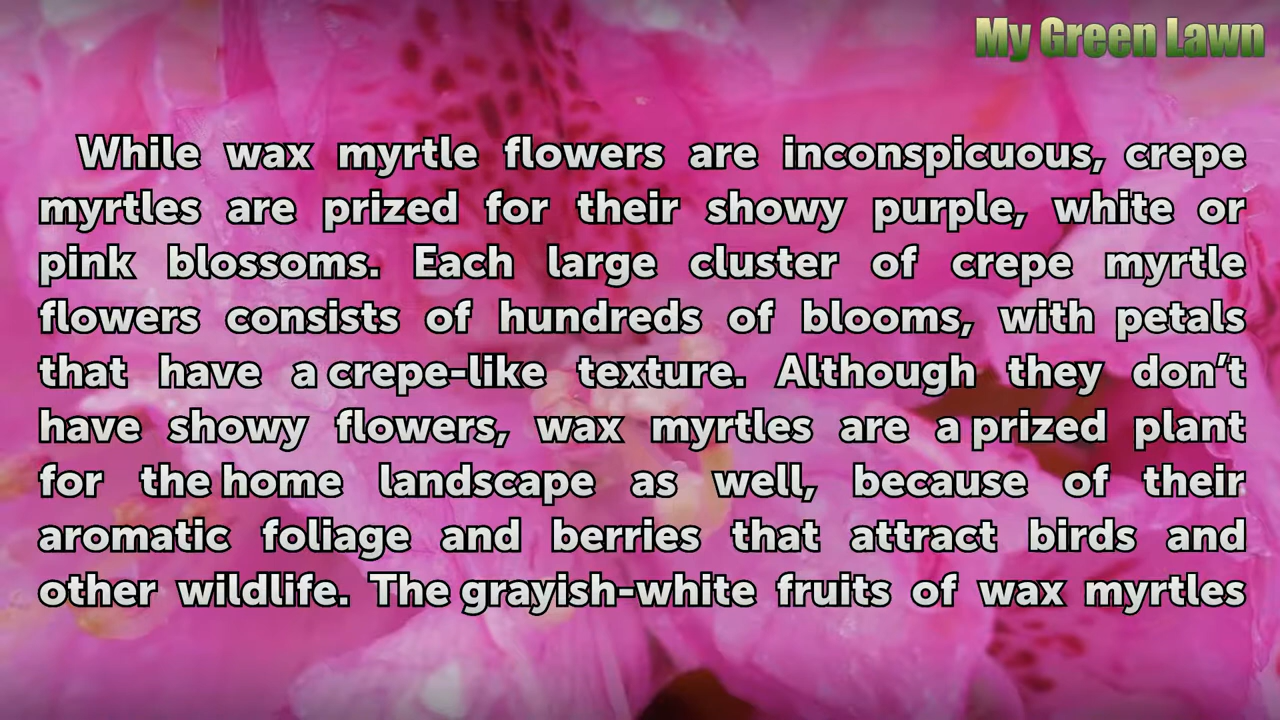 My Green Lawn
While wax myrtle flowers are inconspicuous, crepe
myrtles are prized for their showy purple, white or
pink blossoms. Each large cluster of crepe myrtle
flowers consists of hundreds of blooms, with petals
that have a crepe-like texture. Although they don’t
have showy flowers, wax myrtles are a prized plant
for the home landscape as well, because of their
aromatic foliage and berries that attract birds and
other wildlife. The grayish-white fruits of wax myrtles